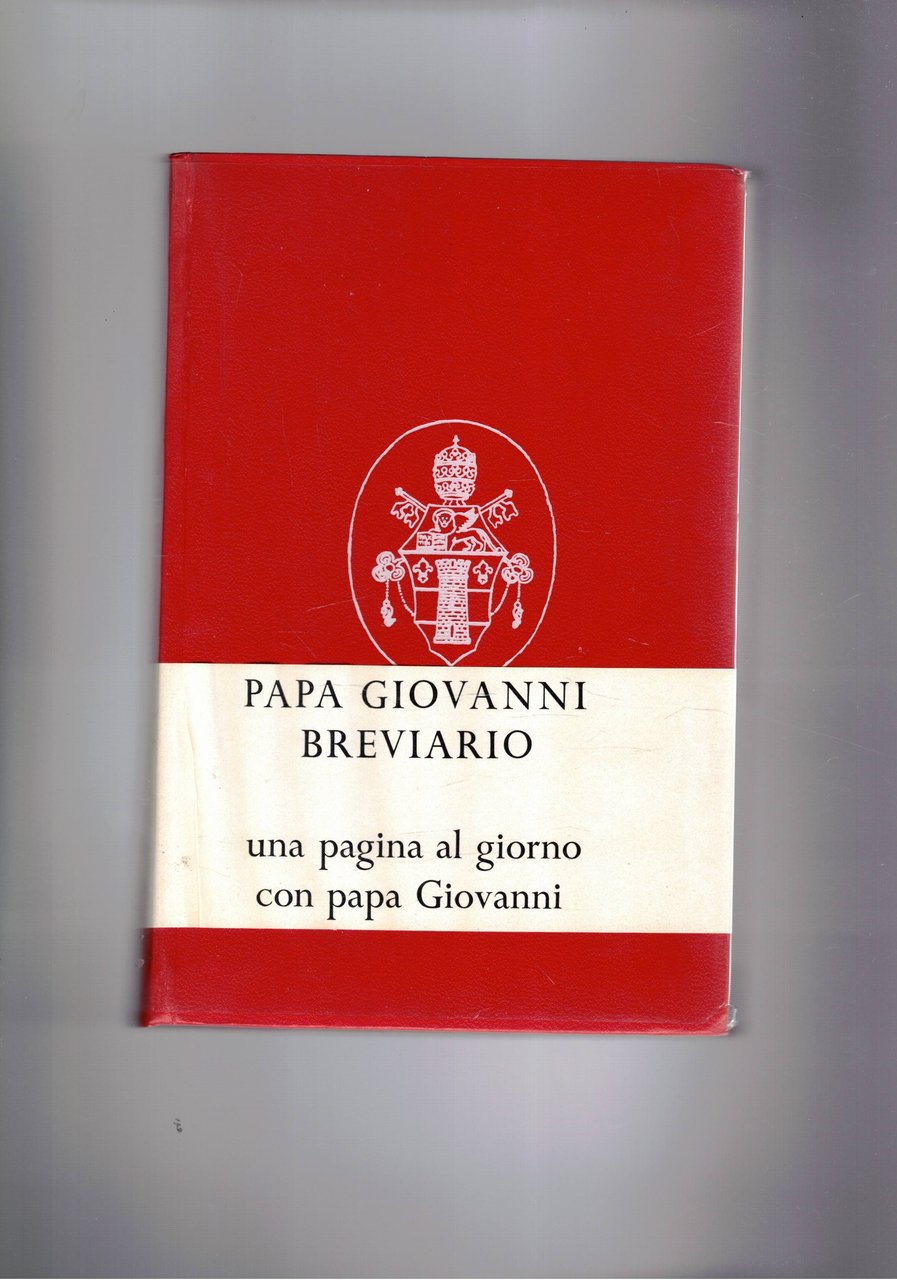 PAPA GIOVANNI
BREVIARIO
una pagina al giorno
con papa Giovanni